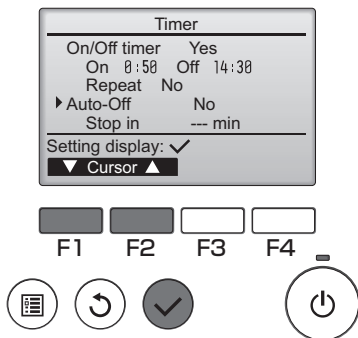 Timer
On/Off timer Yes
On 0:50 Off 14:30
Repeat No
Auto-Off No
Stop in --- min
Setting display:
Cursor
F1 F2 F3 F4